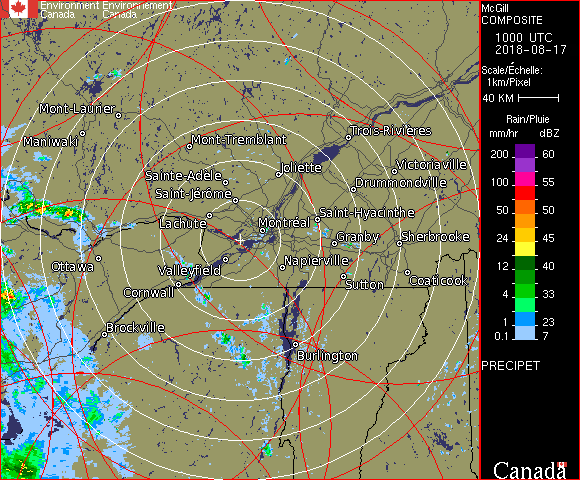 Environment Environnement
Canada Canada
McGill
COMPOSITE
1000 UTC
2018-08-17
Scale/Échelle:
1km/Pixel
40 KM
Rain/Pluie
mm/hr dBZ
200 60
100 55
50 50
24 45
12 40
4 33
1 23
0.1 7
PRECIPET
Canada
Mont-Laurier
Maniwaki
Mont-Tremblant
Trois-Rivières
Joliette
Victoriaville
Sainte-Adèle
Drummondville
Saint-Jérôme
Lachute
Saint-Hyacinthe
Montréal
Granby
Sherbrooke
Ottawa
Valleyfield
Napierville
Cornwall
Sutton
Coaticook
Brockville
Burlington